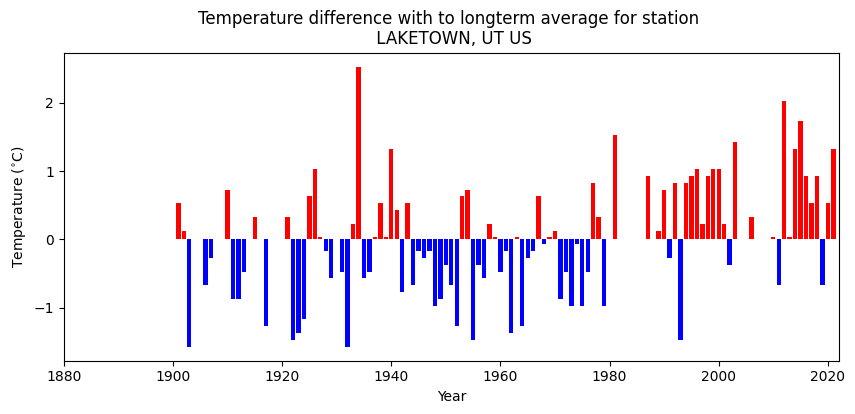 Temperature difference with to longterm average for station
LAKETOWN, UT US
Temperature (°C)
2
1
0
−1
1880 1900 1920 1940 1960 1980 2000 2020
Year